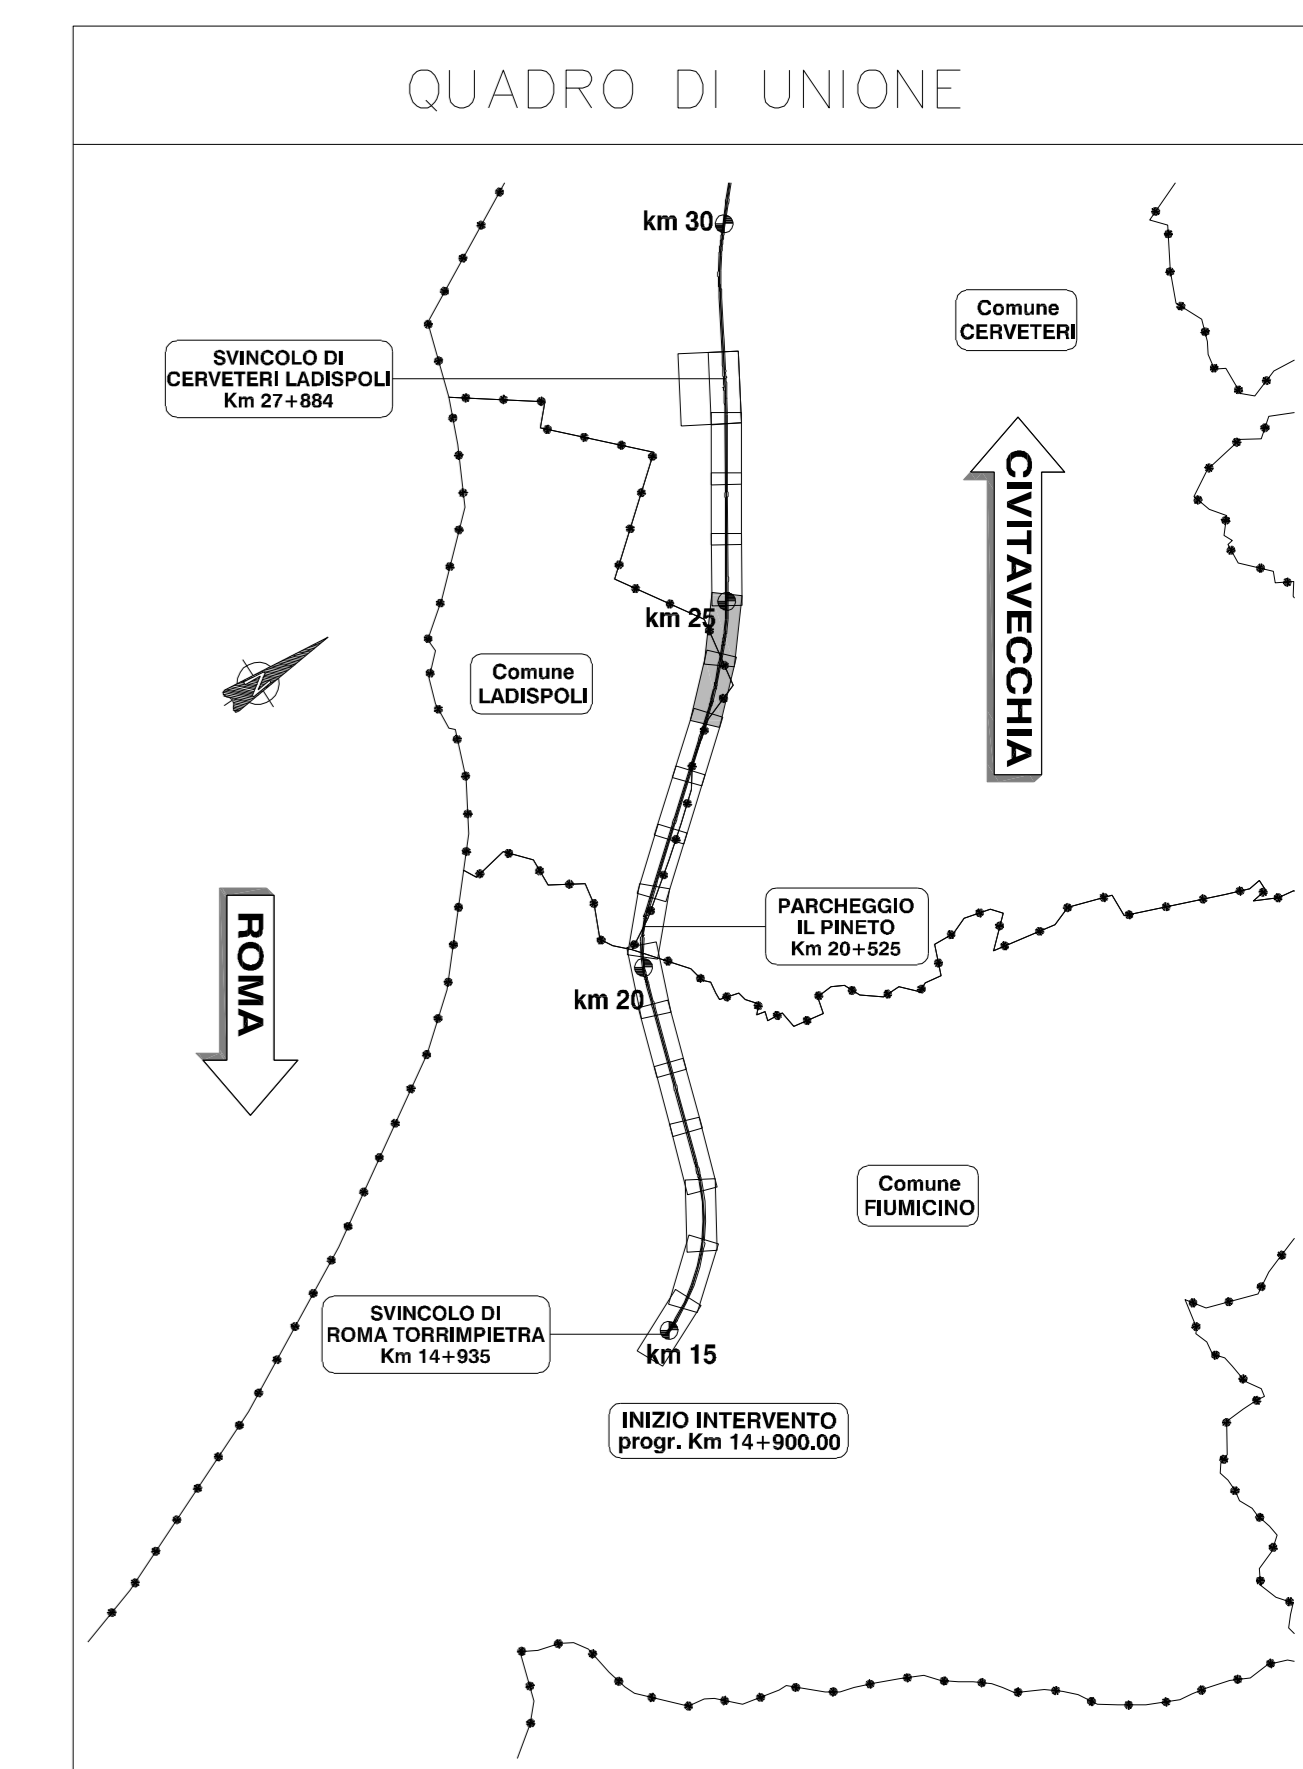 QUADRO DI UNIONE
km 30
Comune
CERVETERI
SVINCOLO DI
CERVETERI LADISPOLI
Km 27+884
CIVITAVECCHIA
km 25
N
Comune
LADISPOLI
ROMA
PARCHEGGIO
IL PINETO
Km 20+525
km 20
Comune
FIUMICINO
SVINCOLO DI
ROMA TORRIMPIETRA
Km 14+935
km 15
INIZIO INTERVENTO
progr. Km 14+900.00